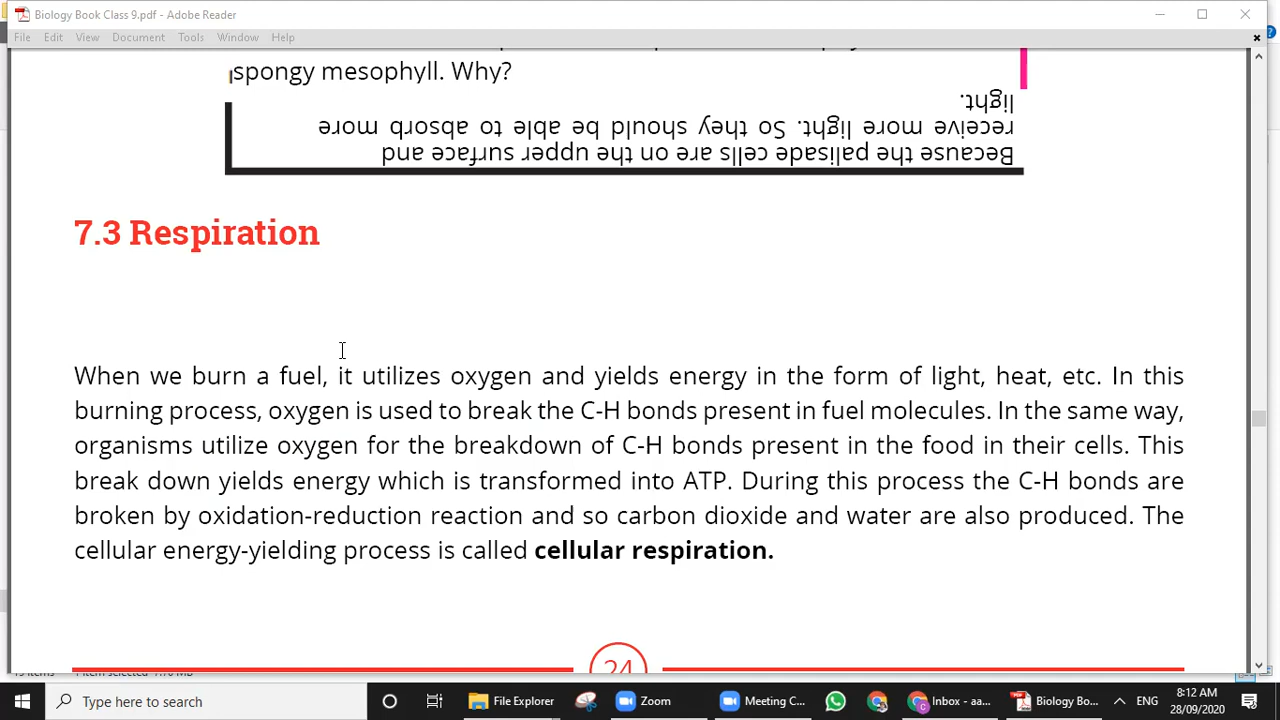 Biology Book Class 9.pdf - Adobe Reader
File Edit View Document Tools Window Help
spongy mesophyll. Why?
Because the palisade cells are on the upper surface and
receive more light. So they should be able to absorb more
light.
7.3 Respiration
When we burn a fuel, it utilizes oxygen and yields energy in the form of light, heat, etc. In this
burning process, oxygen is used to break the C-H bonds present in fuel molecules. In the same way,
organisms utilize oxygen for the breakdown of C-H bonds present in the food in their cells. This
break down yields energy which is transformed into ATP. During this process the C-H bonds are
broken by oxidation-reduction reaction and so carbon dioxide and water are also produced. The
cellular energy-yielding process is called cellular respiration.
24
Type here to search
File Explorer
Zoom
Meeting C...
Inbox - aa...
Biology Bo...
ENG
8:12 AM
28/09/2020